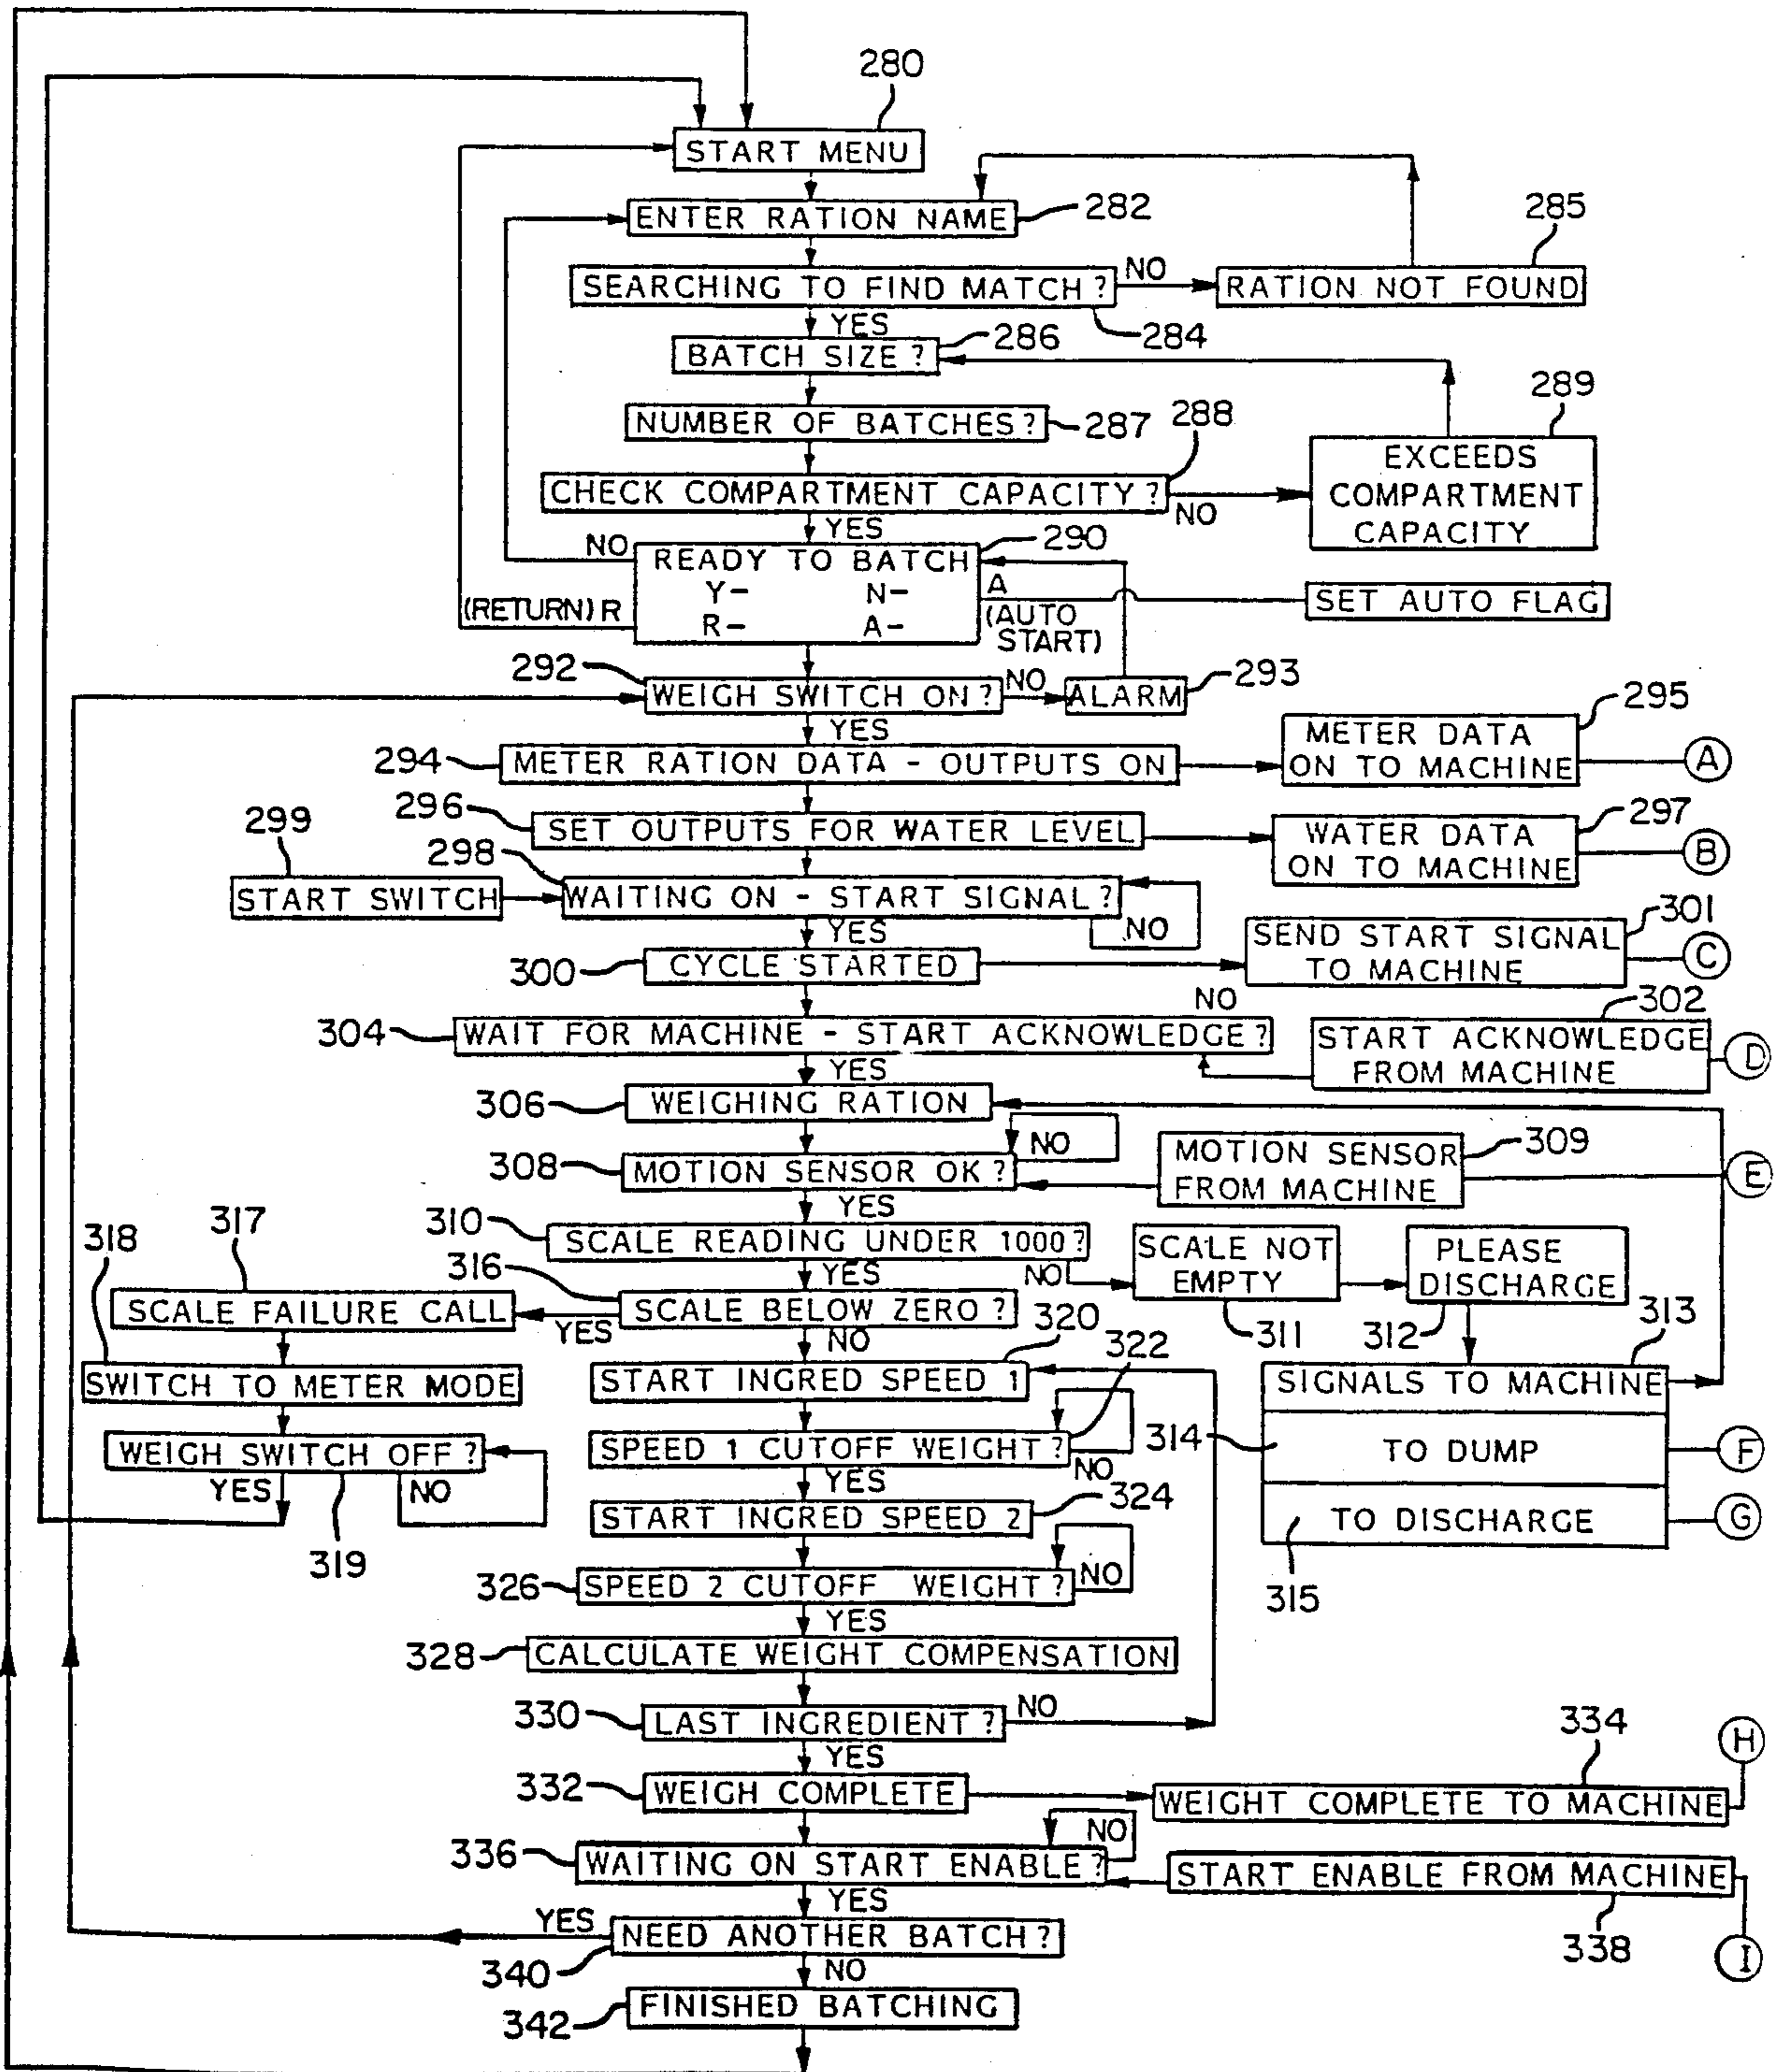 280
START MENU
ENTER RATION NAME
282
285
SEARCHING TO FIND MATCH ?
NO
RATION NOT FOUND
YES
284
BATCH SIZE ?
286
289
NUMBER OF BATCHES ?
287
288
EXCEEDS
COMPARTMENT
CAPACITY
CHECK COMPARTMENT CAPACITY ?
NO
YES
290
NO
READY TO BATCH
Y- N-
R- A-
(RETURN) R
A
(AUTO
START)
SET AUTO FLAG
292
WEIGH SWITCH ON ?
NO
ALARM
293
YES
295
294
METER RATION DATA - OUTPUTS ON
METER DATA
ON TO MACHINE
A
296
SET OUTPUTS FOR WATER LEVEL
297
WATER DATA
ON TO MACHINE
B
299
298
START SWITCH
WAITING ON - START SIGNAL ?
NO
YES
301
300
CYCLE STARTED
SEND START SIGNAL
TO MACHINE
C
NO
302
304
WAIT FOR MACHINE - START ACKNOWLEDGE ?
START ACKNOWLEDGE
FROM MACHINE
D
YES
306
WEIGHING RATION
NO
308
MOTION SENSOR OK ?
309
MOTION SENSOR
FROM MACHINE
E
YES
310
SCALE READING UNDER 1000 ?
NO
SCALE NOT
EMPTY
311
PLEASE
DISCHARGE
312
313
YES
318
317
316
SCALE FAILURE CALL
YES
SCALE BELOW ZERO ?
NO
320
322
SWITCH TO METER MODE
START INGRED SPEED 1
SIGNALS TO MACHINE
314
TO DUMP
F
TO DISCHARGE
G
315
WEIGH SWITCH OFF ?
YES
NO
319
SPEED 1 CUTOFF WEIGHT ?
NO
YES
START INGRED SPEED 2
324
326
SPEED 2 CUTOFF WEIGHT ?
NO
YES
328
CALCULATE WEIGHT COMPENSATION
330
LAST INGREDIENT ?
NO
YES
334
H
332
WEIGH COMPLETE
WEIGHT COMPLETE TO MACHINE
NO
336
WAITING ON START ENABLE ?
START ENABLE FROM MACHINE
338
I
YES
YES
NEED ANOTHER BATCH ?
340
NO
342
FINISHED BATCHING